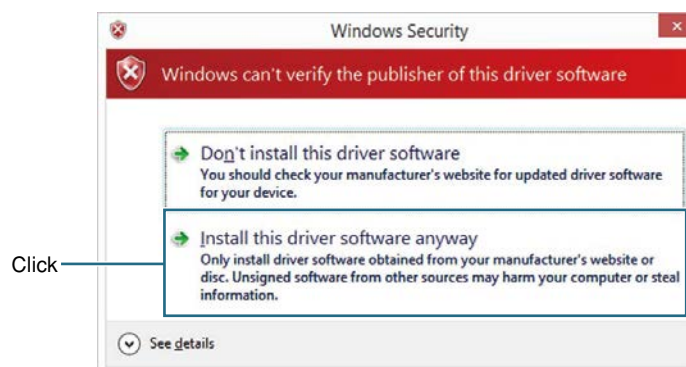 Windows Security
Windows can't verify the publisher of this driver software
Don't install this driver software
You should check your manufacturer's website for updated driver software
for your device.
Install this driver software anyway
Only install driver software obtained from your manufacturer's website or
disc. Unsigned software from other sources may harm your computer or steal
information.
Click
See details